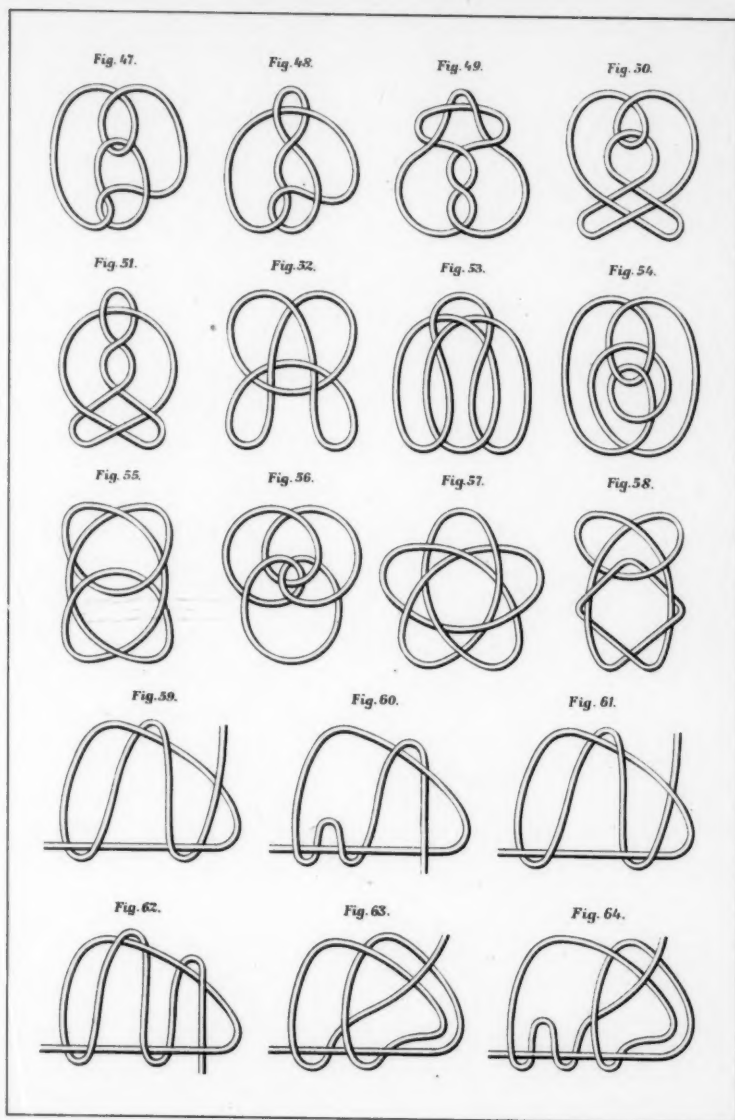 Fig. 47. Fig. 48. Fig. 49. Fig. 50.
Fig. 51. Fig. 52. Fig. 53. Fig. 54.
Fig. 55. Fig. 56. Fig. 57. Fig. 58.
Fig. 59. Fig. 60. Fig. 61.
Fig. 62. Fig. 63. Fig. 64.